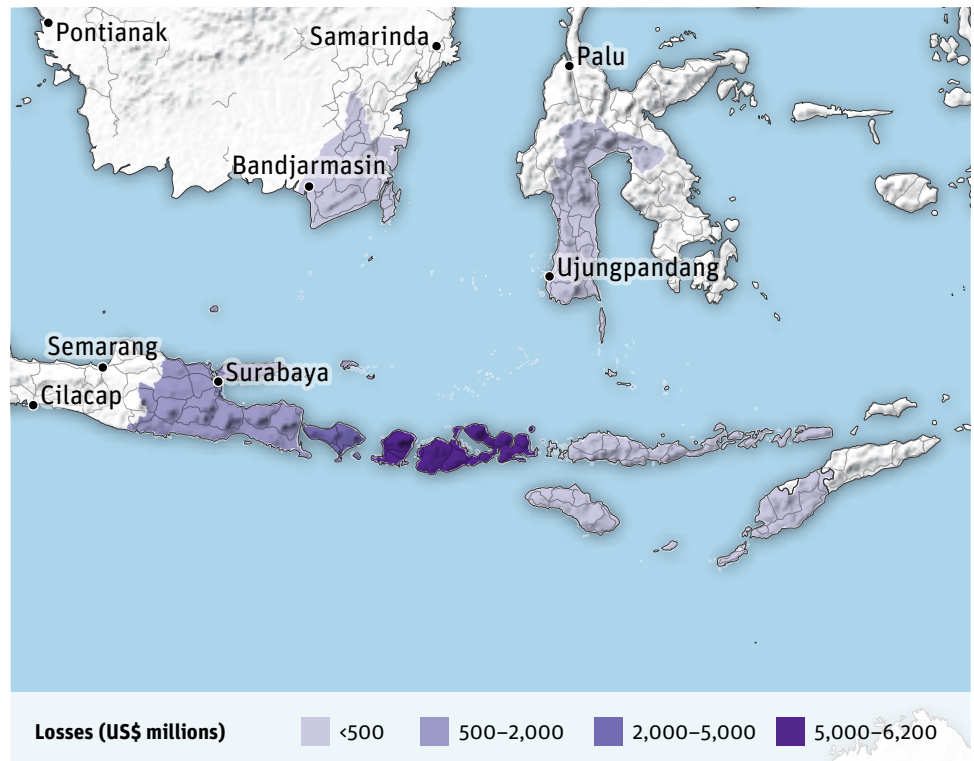 Pontianak
Samarinda
Palu
Bandjarmasin
Ujungpandang
Semarang
Surabaya
Cilacap
Losses (US$ millions) <500 500–2,000 2,000–5,000 5,000–6,200